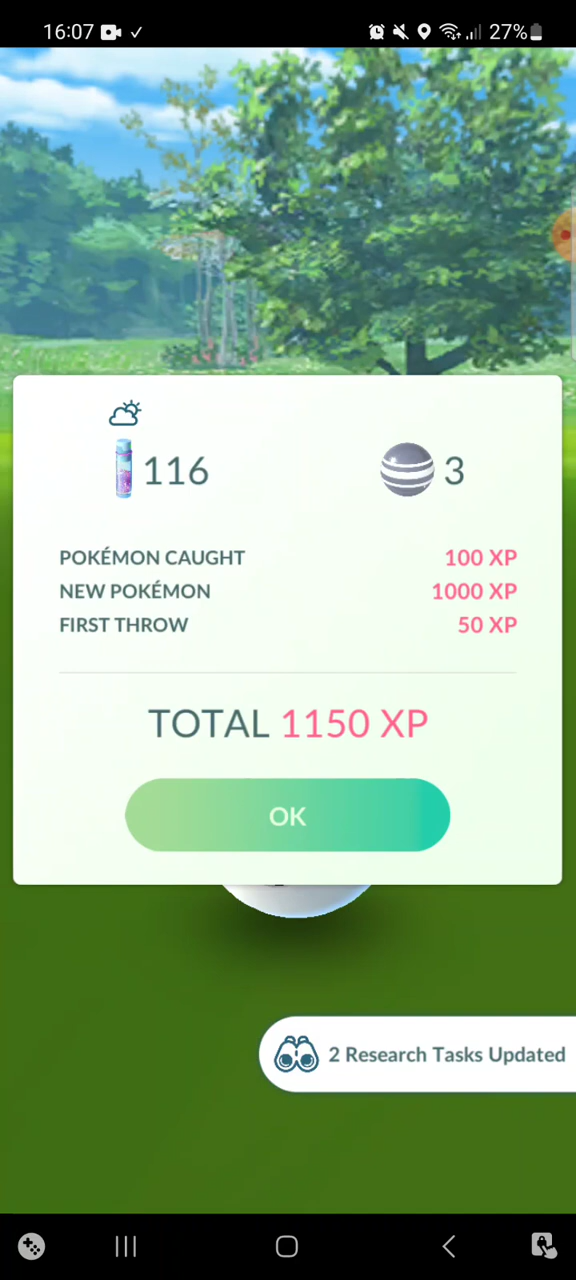 16:07
27%
116
3
POKÉMON CAUGHT 100 XP
NEW POKÉMON 1000 XP
FIRST THROW 50 XP
TOTAL 1150 XP
OK
2 Research Tasks Updated